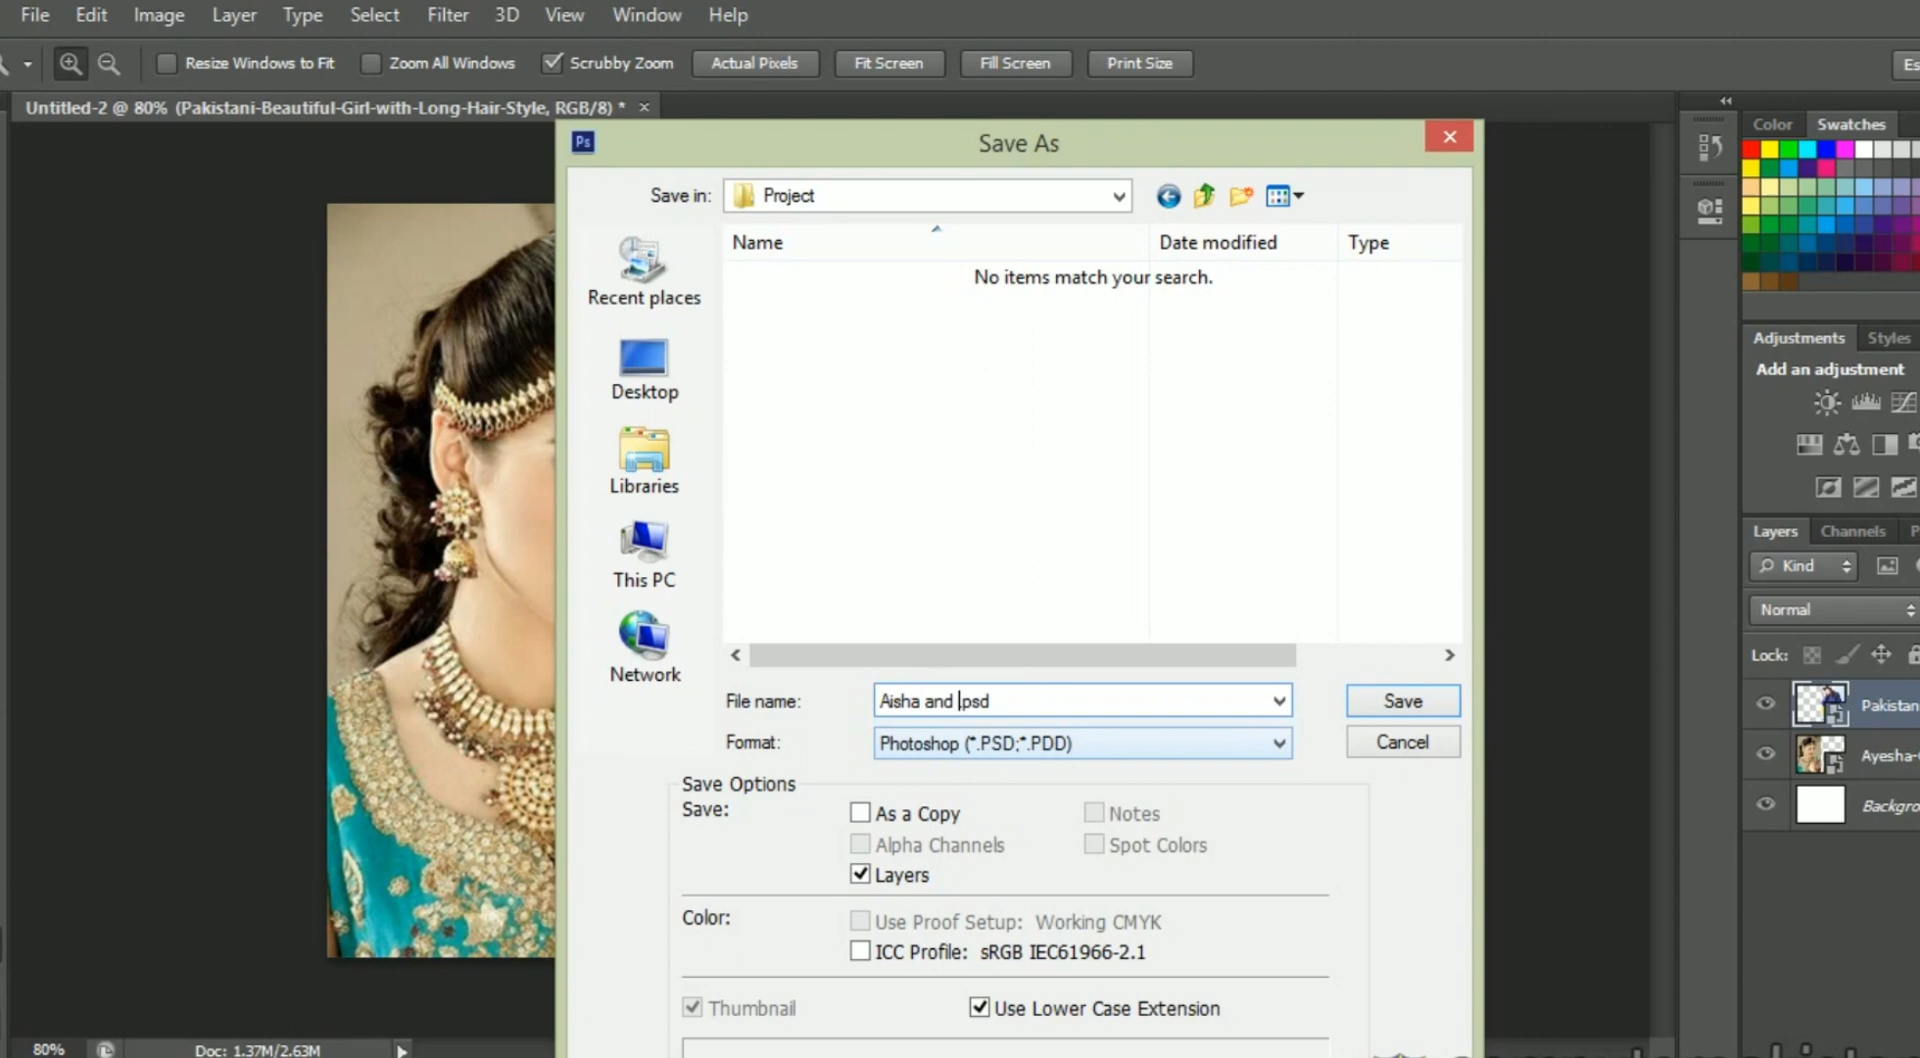 File Edit Image Layer Type Select Filter 3D View Window Help
Resize Windows to Fit Zoom All Windows Scrubby Zoom Actual Pixels Fit Screen Fill Screen Print Size Es
Untitled-2 @ 80% (Pakistani-Beautiful-Girl-with-Long-Hair-Style, RGB/8) * ×
Ps Save As
Color Swatches
Save in: Project
Name Date modified Type
No items match your search.
Recent places
Desktop
Libraries
This PC
Network
File name: Aisha and .psd Save
Format: Photoshop (*.PSD;*.PDD) Cancel
Save Options
Save:
As a Copy Notes
Alpha Channels Spot Colors
Layers
Color: Use Proof Setup: Working CMYK
ICC Profile: sRGB IEC61966-2.1
Thumbnail Use Lower Case Extension
Adjustments Styles
Add an adjustment
Layers Channels P
Kind
Normal
Lock:
Pakistan
Ayesha-
Backgro
80% Doc: 1.37M/2.63M